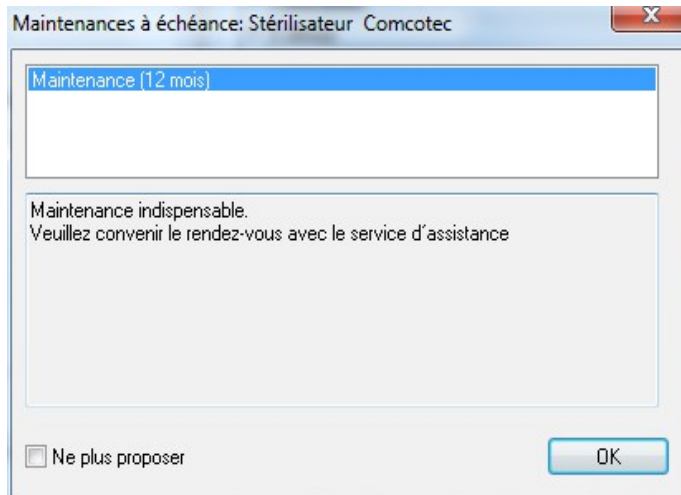 Maintenances à échéance: Stérilisateur Comcotec
Maintenance (12 mois)
Maintenance indispensable.
Veuillez convenir le rendez-vous avec le service d´assistance
Ne plus proposer
OK